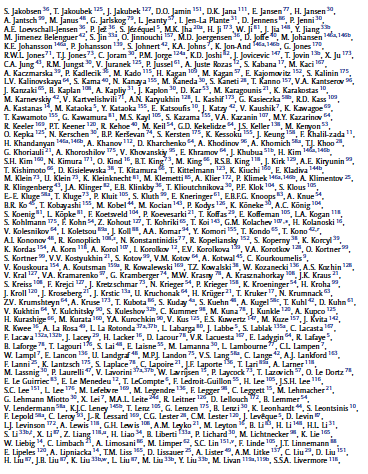 S. Jakobsen 36, T. Jakoubek 125, J. Jakubek 127, D.O. Jamin 151, D.K. Jana 111, E. Jansen 77, H. Jansen 30,
A. Jantsch 99, M. Janus 48, G. Jarlskog 79, L. Jeanty 15, I. Jen-La Plante 31, D. Jennens 86, P. Jenni 30,
A.E. Loevschall-Jensen 36, P. Jež 36, S. Jézéquel 5, M.K. Jha 20a, H. Ji 173, W. Ji 81, J. Jia 148, Y. Jiang 33b,
M. Jimenez Belenguer 42, S. Jin 33a, O. Jinnouchi 157, M.D. Joergensen 36, D. Joffe 40, M. Johansen 146a,146b,
K.E. Johansson 146a, P. Johansson 139, S. Johnert 42, K.A. Johns 7, K. Jon-And 146a,146b, G. Jones 170,
R.W.L. Jones 71, T.J. Jones 73, C. Joram 30, P.M. Jorge 124a, K.D. Joshi 82, J. Jovicevic 147, T. Jovin 13b, X. Ju 173,
C.A. Jung 43, R.M. Jungst 30, V. Juranek 125, P. Jussel 61, A. Juste Rozas 12, S. Kabana 17, M. Kaci 167,
A. Kaczmarska 39, P. Kadlecik 36, M. Kado 115, H. Kagan 109, M. Kagan 57, E. Kajomovitz 152, S. Kalinin 175,
L.V. Kalinovskaya 64, S. Kama 40, N. Kanaya 155, M. Kaneda 30, S. Kaneti 28, T. Kanno 157, V.A. Kantserov 96,
J. Kanzaki 65, B. Kaplan 108, A. Kapliy 31, J. Kaplon 30, D. Kar 53, M. Karagounis 21, K. Karakostas 10,
M. Karnevskiy 42, V. Kartvelishvili 71, A.N. Karyukhin 128, L. Kashif 173, G. Kasieczka 58b, R.D. Kass 109,
A. Kastanas 14, M. Kataoka 5, Y. Kataoka 155, E. Katsoufis 10, J. Katzy 42, V. Kaushik 7, K. Kawagoe 69,
T. Kawamoto 155, G. Kawamura 81, M.S. Kayl 105, S. Kazama 155, V.A. Kazanin 107, M.Y. Kazarinov 64,
R. Keeler 169, P.T. Keener 120, R. Kehoe 40, M. Keil 54, G.D. Kekelidze 64, J.S. Keller 138, M. Kenyon 53,
O. Kepka 125, N. Kerschen 30, B.P. Kerševan 74, S. Kersten 175, K. Kessoku 155, J. Keung 158, F. Khalil-zada 11,
H. Khandanyan 146a,146b, A. Khanov 112, D. Kharchenko 64, A. Khodinov 96, A. Khomich 58a, T.J. Khoo 28,
G. Khoriauli 21, A. Khoroshilov 175, V. Khovanskiy 95, E. Khramov 64, J. Khubua 51b, H. Kim 146a,146b,
S.H. Kim 160, N. Kimura 171, O. Kind 16, B.T. King 73, M. King 66, R.S.B. King 118, J. Kirk 129, A.E. Kiryunin 99,
T. Kishimoto 66, D. Kisielewska 38, T. Kitamura 66, T. Kittelmann 123, K. Kiuchi 160, E. Kladiva 144b,
M. Klein 73, U. Klein 73, K. Kleinknecht 81, M. Klemetti 85, A. Klier 172, P. Klimek 146a,146b, A. Klimentov 25,
R. Klingenberg 43, J.A. Klinger 82, E.B. Klinkby 36, T. Klioutchnikova 30, P.F. Klok 104, S. Klous 105,
E.-E. Kluge 58a, T. Kluge 73, P. Kluit 105, S. Kluth 99, E. Kneringer 61, E.B.F.G. Knoops 83, A. Knue 54,
B.R. Ko 45, T. Kobayashi 155, M. Kobel 44, M. Kocian 143, P. Kodys 126, K. Köneke 30, A.C. König 104,
S. Koenig 81, L. Köpke 81, F. Koetsveld 104, P. Koevesarki 21, T. Koffas 29, E. Koffeman 105, L.A. Kogan 118,
S. Kohlmann 175, F. Kohn 54, Z. Kohout 127, T. Kohriki 65, T. Koi 143, G.M. Kolachev 107, H. Kolanoski 16,
V. Kolesnikov 64, I. Koletsou 89a, J. Koll 88, A.A. Komar 94, Y. Komori 155, T. Kondo 65, T. Kono 42,
A.I. Kononov 48, R. Konoplich 108, N. Konstantinidis 77, R. Kopeliansky 152, S. Koperny 38, K. Korcyl 39,
K. Kordas 154, A. Korn 118, A. Korol 107, I. Korolkov 12, E.V. Korolkova 139, V.A. Korotkov 128, O. Kortner 99,
S. Kortner 99, V.V. Kostyukhin 21, S. Kotov 99, V.M. Kotov 64, A. Kotwal 45, C. Kourkoumelis 9,
V. Kouskoura 154, A. Koutsman 159a, R. Kowalewski 169, T.Z. Kowalski 38, W. Kozanecki 136, A.S. Kozhin 128,
V. Kral 127, V.A. Kramarenko 97, G. Kramberger 74, M.W. Krasny 78, A. Krasznahorkay 108, J.K. Kraus 21,
S. Kreiss 108, F. Krejci 127, J. Kretzschmar 73, N. Krieger 54, P. Krieger 158, K. Kroeninger 54, H. Kroha 99,
J. Kroll 120, J. Kroseberg 21, J. Krstic 13a, U. Kruchonak 64, H. Krüger 21, T. Kruker 17, N. Krumnack 63,
Z.V. Krumshteyn 64, A. Kruse 173, T. Kubota 86, S. Kuday 4a, S. Kuehn 48, A. Kugel 58c, T. Kuhl 42, D. Kuhn 61,
V. Kukhtin 64, Y. Kulchitsky 90, S. Kuleshov 32b, C. Kummer 98, M. Kuna 78, J. Kunkle 120, A. Kupco 125,
H. Kurashige 66, M. Kurata 160, Y.A. Kurochkin 90, V. Kus 125, E.S. Kuwertz 147, M. Kuze 157, J. Kvita 142,
R. Kwee 16, A. La Rosa 49, L. La Rotonda 37a,37b, L. Labarga 80, J. Labbe 5, S. Lablak 135a, C. Lacasta 167,
F. Lacava 132a,132b, J. Lacey 29, H. Lacker 16, D. Lacour 78, V.R. Lacuesta 167, E. Ladygin 64, R. Lafaye 5,
B. Laforge 78, T. Lagouri 176, S. Lai 48, E. Laisne 55, M. Lamanna 30, L. Lambourne 77, C.L. Lampen 7,
W. Lampl 7, E. Lancon 136, U. Landgraf 48, M.P.J. Landon 75, V.S. Lang 58a, C. Lange 42, A.J. Lankford 163,
F. Lanni 25, K. Lantzsch 175, S. Laplace 78, C. Lapoire 21, J.F. Laporte 136, T. Lari 89a, A. Larner 118,
M. Lassnig 30, P. Laurelli 47, V. Lavorini 37a,37b, W. Lavrijsen 15, P. Laycock 73, T. Lazovich 57, O. Le Dortz 78,
E. Le Guirriec 83, E. Le Menedeu 12, T. LeCompte 6, F. Ledroit-Guillon 55, H. Lee 105, J.S.H. Lee 116,
S.C. Lee 151, L. Lee 176, M. Lefebvre 169, M. Legendre 136, F. Legger 98, C. Leggett 15, M. Lehmacher 21,
G. Lehmann Miotto 30, X. Lei 7, M.A.L. Leite 24d, R. Leitner 126, D. Lellouch 172, B. Lemmer 54,
V. Lendermann 58a, K.J.C. Leney 145b, T. Lenz 105, G. Lenzen 175, B. Lenzi 30, K. Leonhardt 44, S. Leontsinis 10,
F. Lepold 58a, C. Leroy 93, J.-R. Lessard 169, C.G. Lester 28, C.M. Lester 120, J. Levêque 5, D. Levin 87,
L.J. Levinson 172, A. Lewis 118, G.H. Lewis 108, A.M. Leyko 21, M. Leyton 16, B. Li 83, H. Li 148, H.L. Li 31,
S. Li 33b, X. Li 87, Z. Liang 118, H. Liao 34, B. Liberti 133a, P. Lichard 30, M. Lichtnecker 98, K. Lie 165,
W. Liebig 14, C. Limbach 21, A. Limosani 86, M. Limper 62, S.C. Lin 151, F. Linde 105, J.T. Linnemann 88,
E. Lipeles 120, A. Lipniacka 14, T.M. Liss 165, D. Lissauer 25, A. Lister 49, A.M. Litke 137, C. Liu 29, D. Liu 151,
H. Liu 87, J.B. Liu 87, K. Liu 33b, L. Liu 87, M. Liu 33b, Y. Liu 33b, M. Livan 119a,119b, S.S.A. Livermore 118,